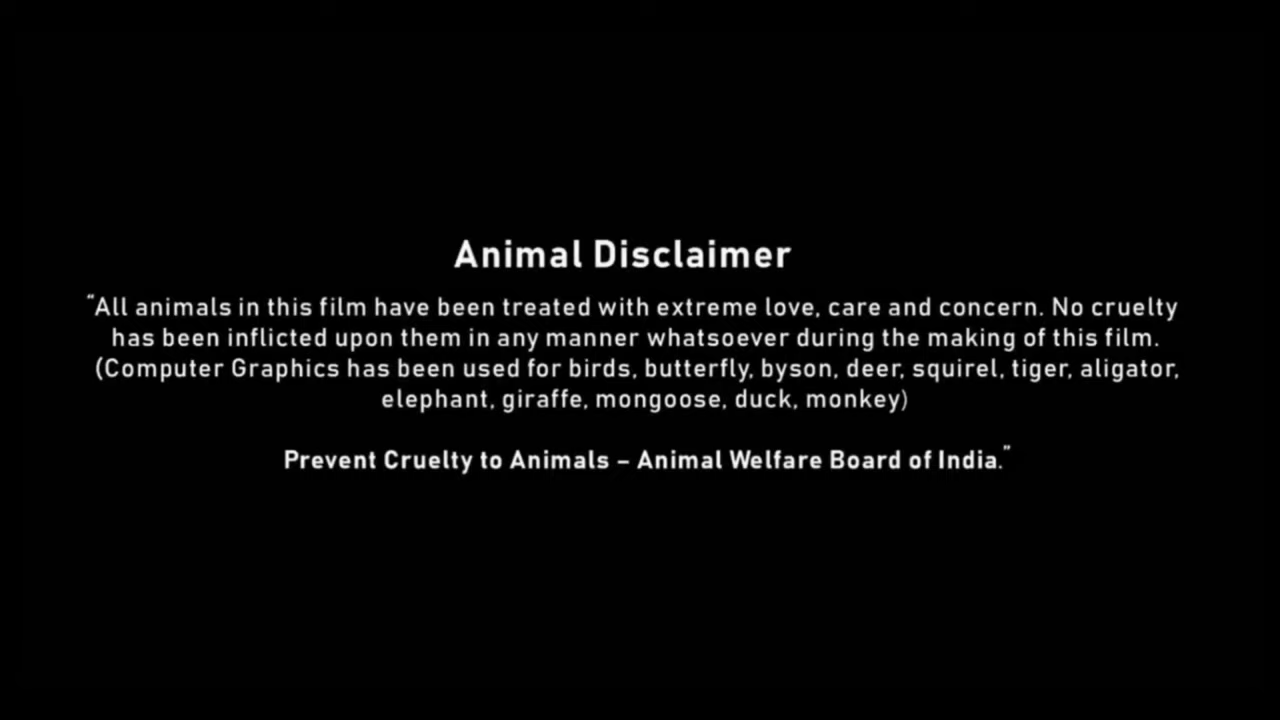 Animal Disclaimer
“All animals in this film have been treated with extreme love, care and concern. No cruelty
has been inflicted upon them in any manner whatsoever during the making of this film.
(Computer Graphics has been used for birds, butterfly, byson, deer, squirel, tiger, aligator,
elephant, giraffe, mongoose, duck, monkey)
Prevent Cruelty to Animals – Animal Welfare Board of India.”